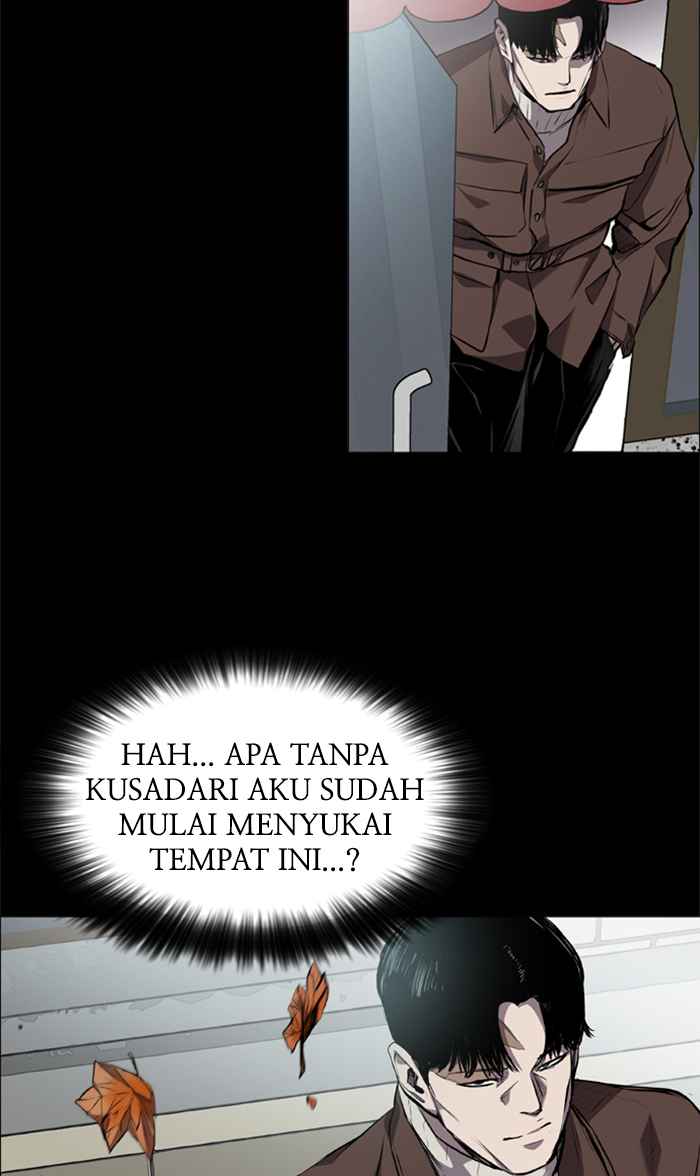 HAH... APA TANPA
KUSADARI AKU SUDAH
MULAI MENYUKAI
TEMPAT INI...?